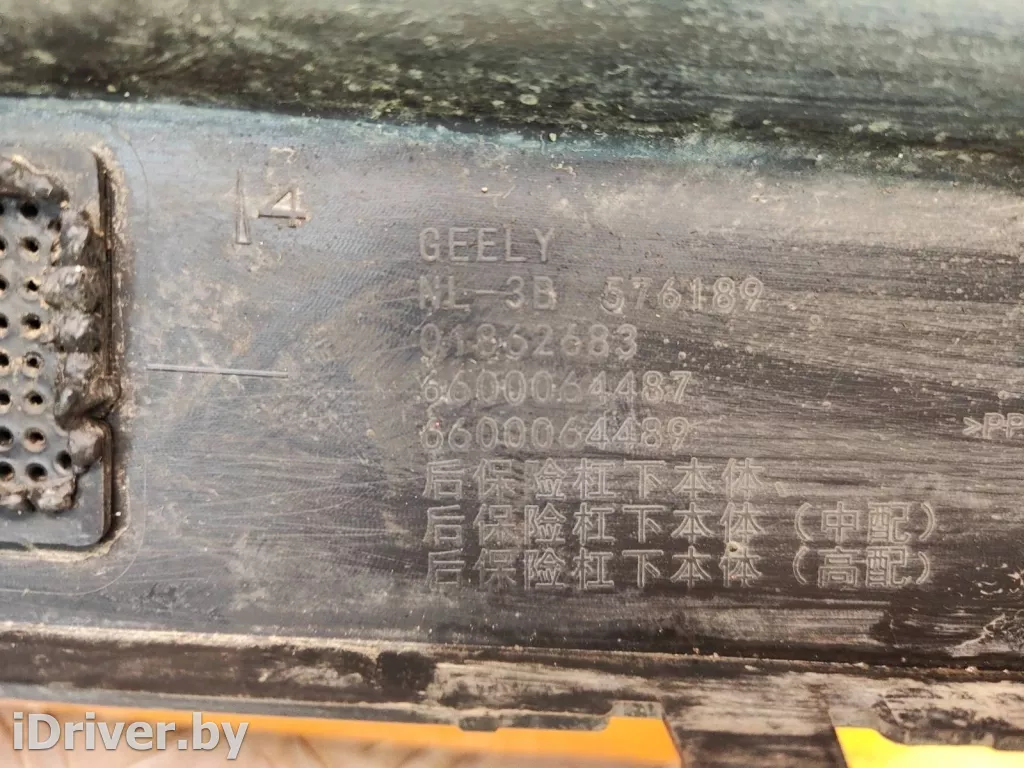 14
GEELY
NL-3B 576189
01862683
6600064487
6600064489
>PP
后保险杠下本体、
后保险杠下本体（中配）
后保险杠下本体（高配）
iDriver.by